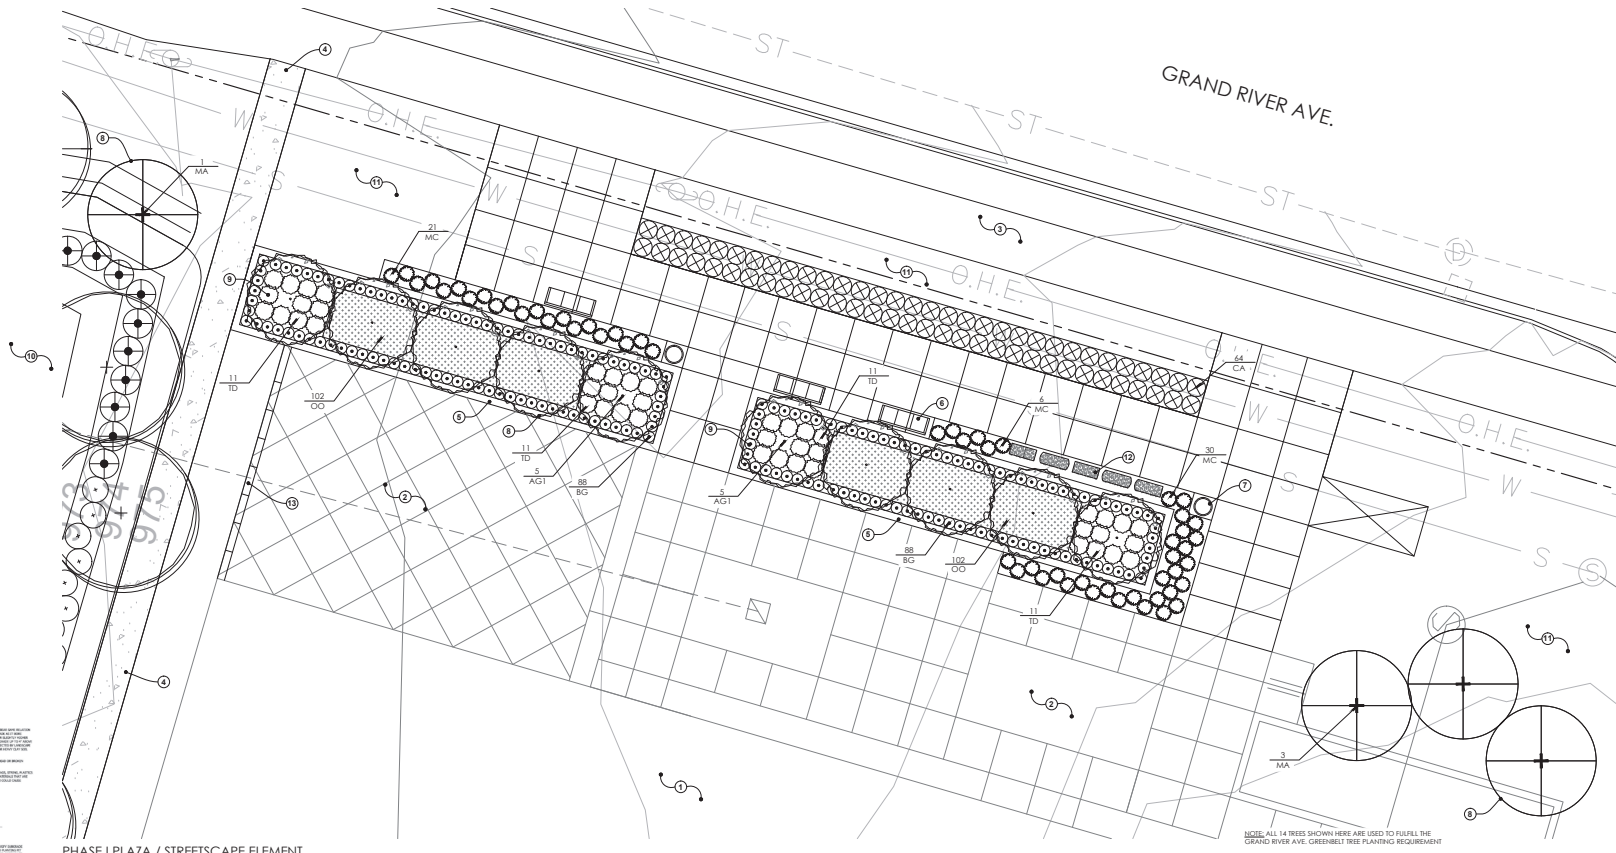 GRAND RIVER AVE.
O.H.E.
ST
4
O.H.E.
ST
8
W
1
MA
ST
11
S
W
O.H.E.
3
D
21
MC
S
11
O.H.E.
9
S
O.H.E.
64
CA
10
11
TD
102
OO
5
8
11
TD
6
6
MC
W
O.H.E.
9
11
TD
5
AG1
88
BG
12
30
MC
S
W
973
974
975
13
2
5
AG1
7
5
88
BG
102
OO
S
S
11
TD
11
4
2
3
MA
1
8
NOTE: ALL 14 TREES SHOWN HERE ARE USED TO FULFILL THE
GRAND RIVER AVE. GREENBELT TREE PLANTING REQUIREMENT
PHASE I PLAZA / STREETSCAPE ELEMENT